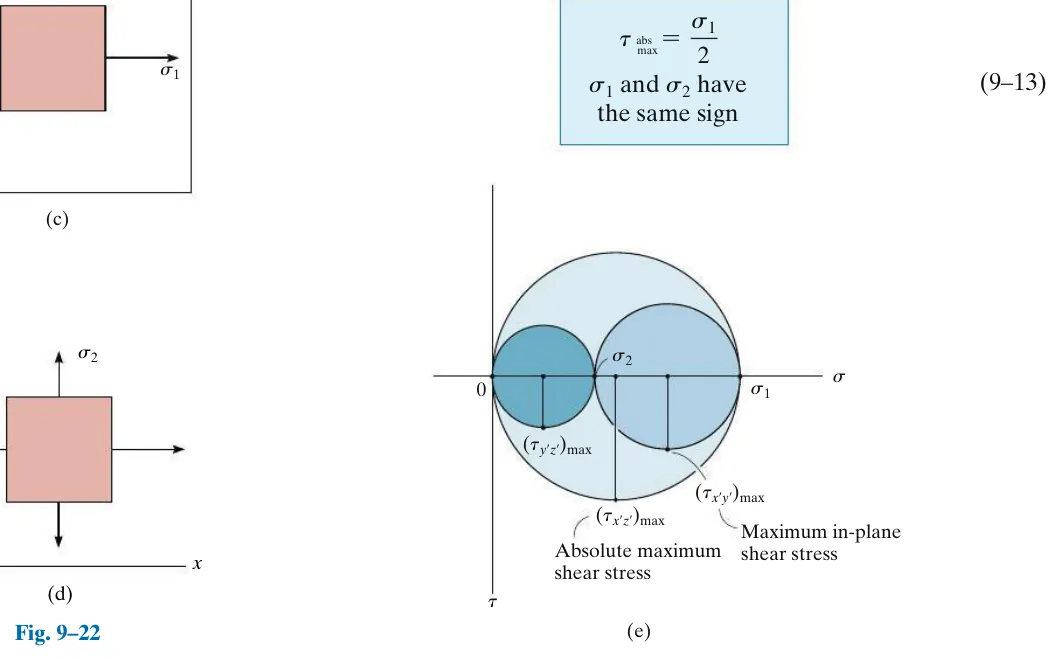 σ₁
(c)
σ₂
x
(d)
Fig. 9–22
τ abs max = σ₁ / 2
σ₁ and σ₂ have
the same sign
(9–13)
σ₂
0
σ₁
σ
(τy′z′)max
(τx′y′)max
(τx′z′)max
Maximum in-plane
shear stress
Absolute maximum
shear stress
τ
(e)